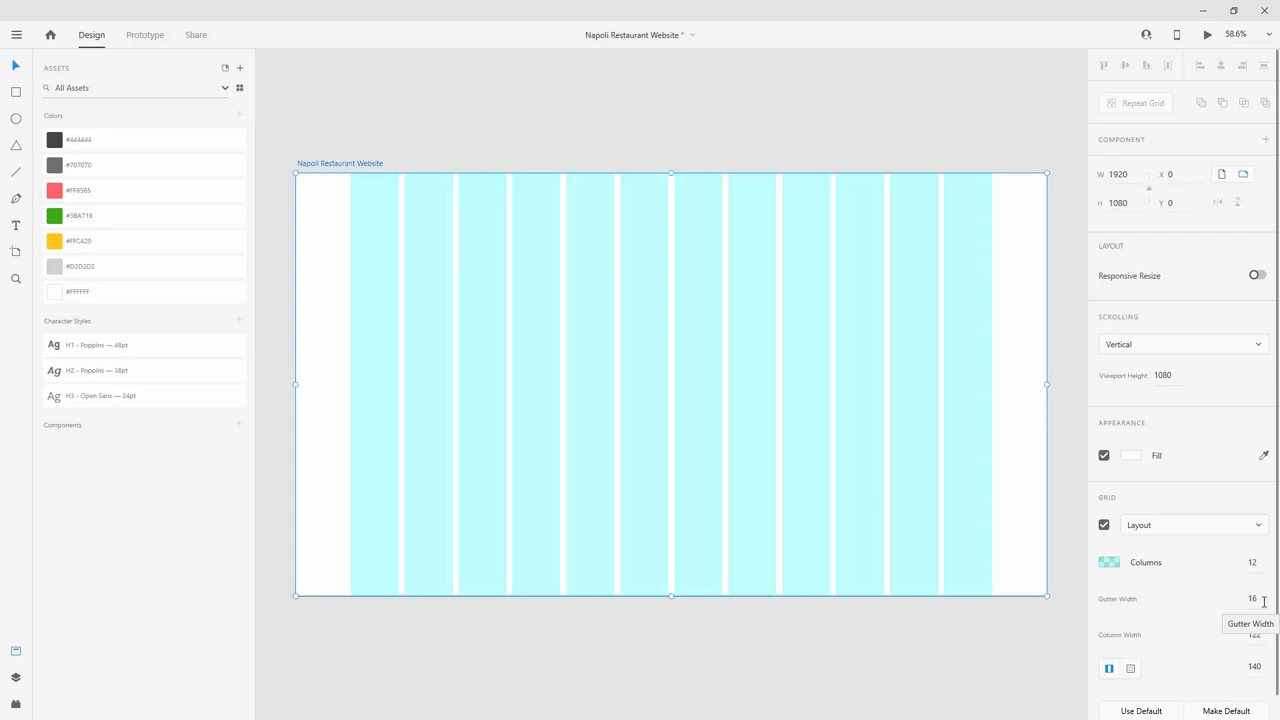 Design
Prototype
Share
Napoli Restaurant Website *
58.6%
ASSETS
All Assets
Colors
#444444
#707070
#FF6565
#3BA71B
#FFC420
#D2D2D2
#FFFFFF
Character Styles
Ag H1 - Poppins — 48pt
Ag H2 - Poppins — 36pt
Ag H3 - Open Sans — 24pt
Components
Napoli Restaurant Website
Repeat Grid
COMPONENT
W 1920 X 0
H 1080 Y 0
LAYOUT
Responsive Resize
SCROLLING
Vertical
Viewport Height 1080
APPEARANCE
Fill
GRID
Layout
Columns 12
Gutter Width 16
Gutter Width
Column Width 122
140
Use Default Make Default